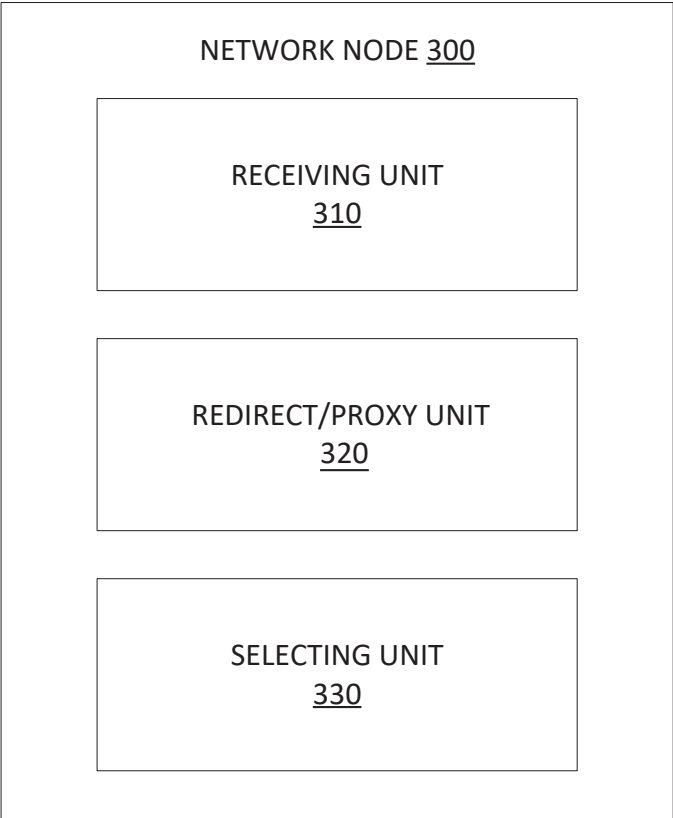 NETWORK NODE 300
RECEIVING UNIT
310
REDIRECT/PROXY UNIT
320
SELECTING UNIT
330